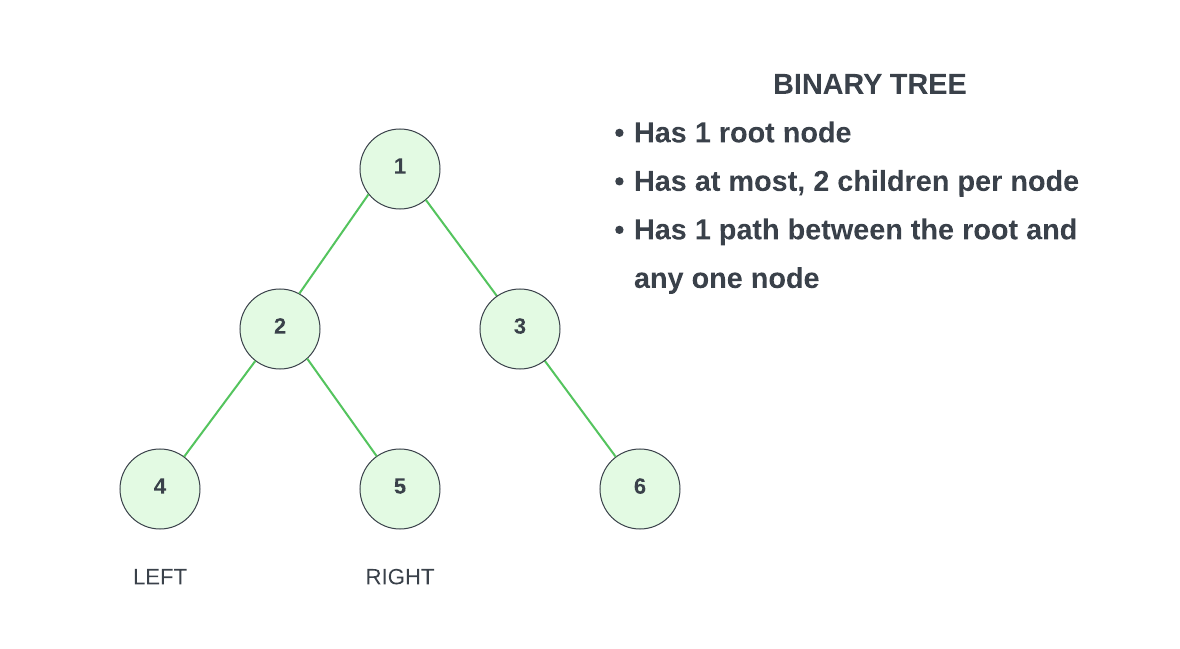 BINARY TREE
• Has 1 root node
• Has at most, 2 children per node
• Has 1 path between the root and
any one node
1
2
3
4
5
6
LEFT
RIGHT